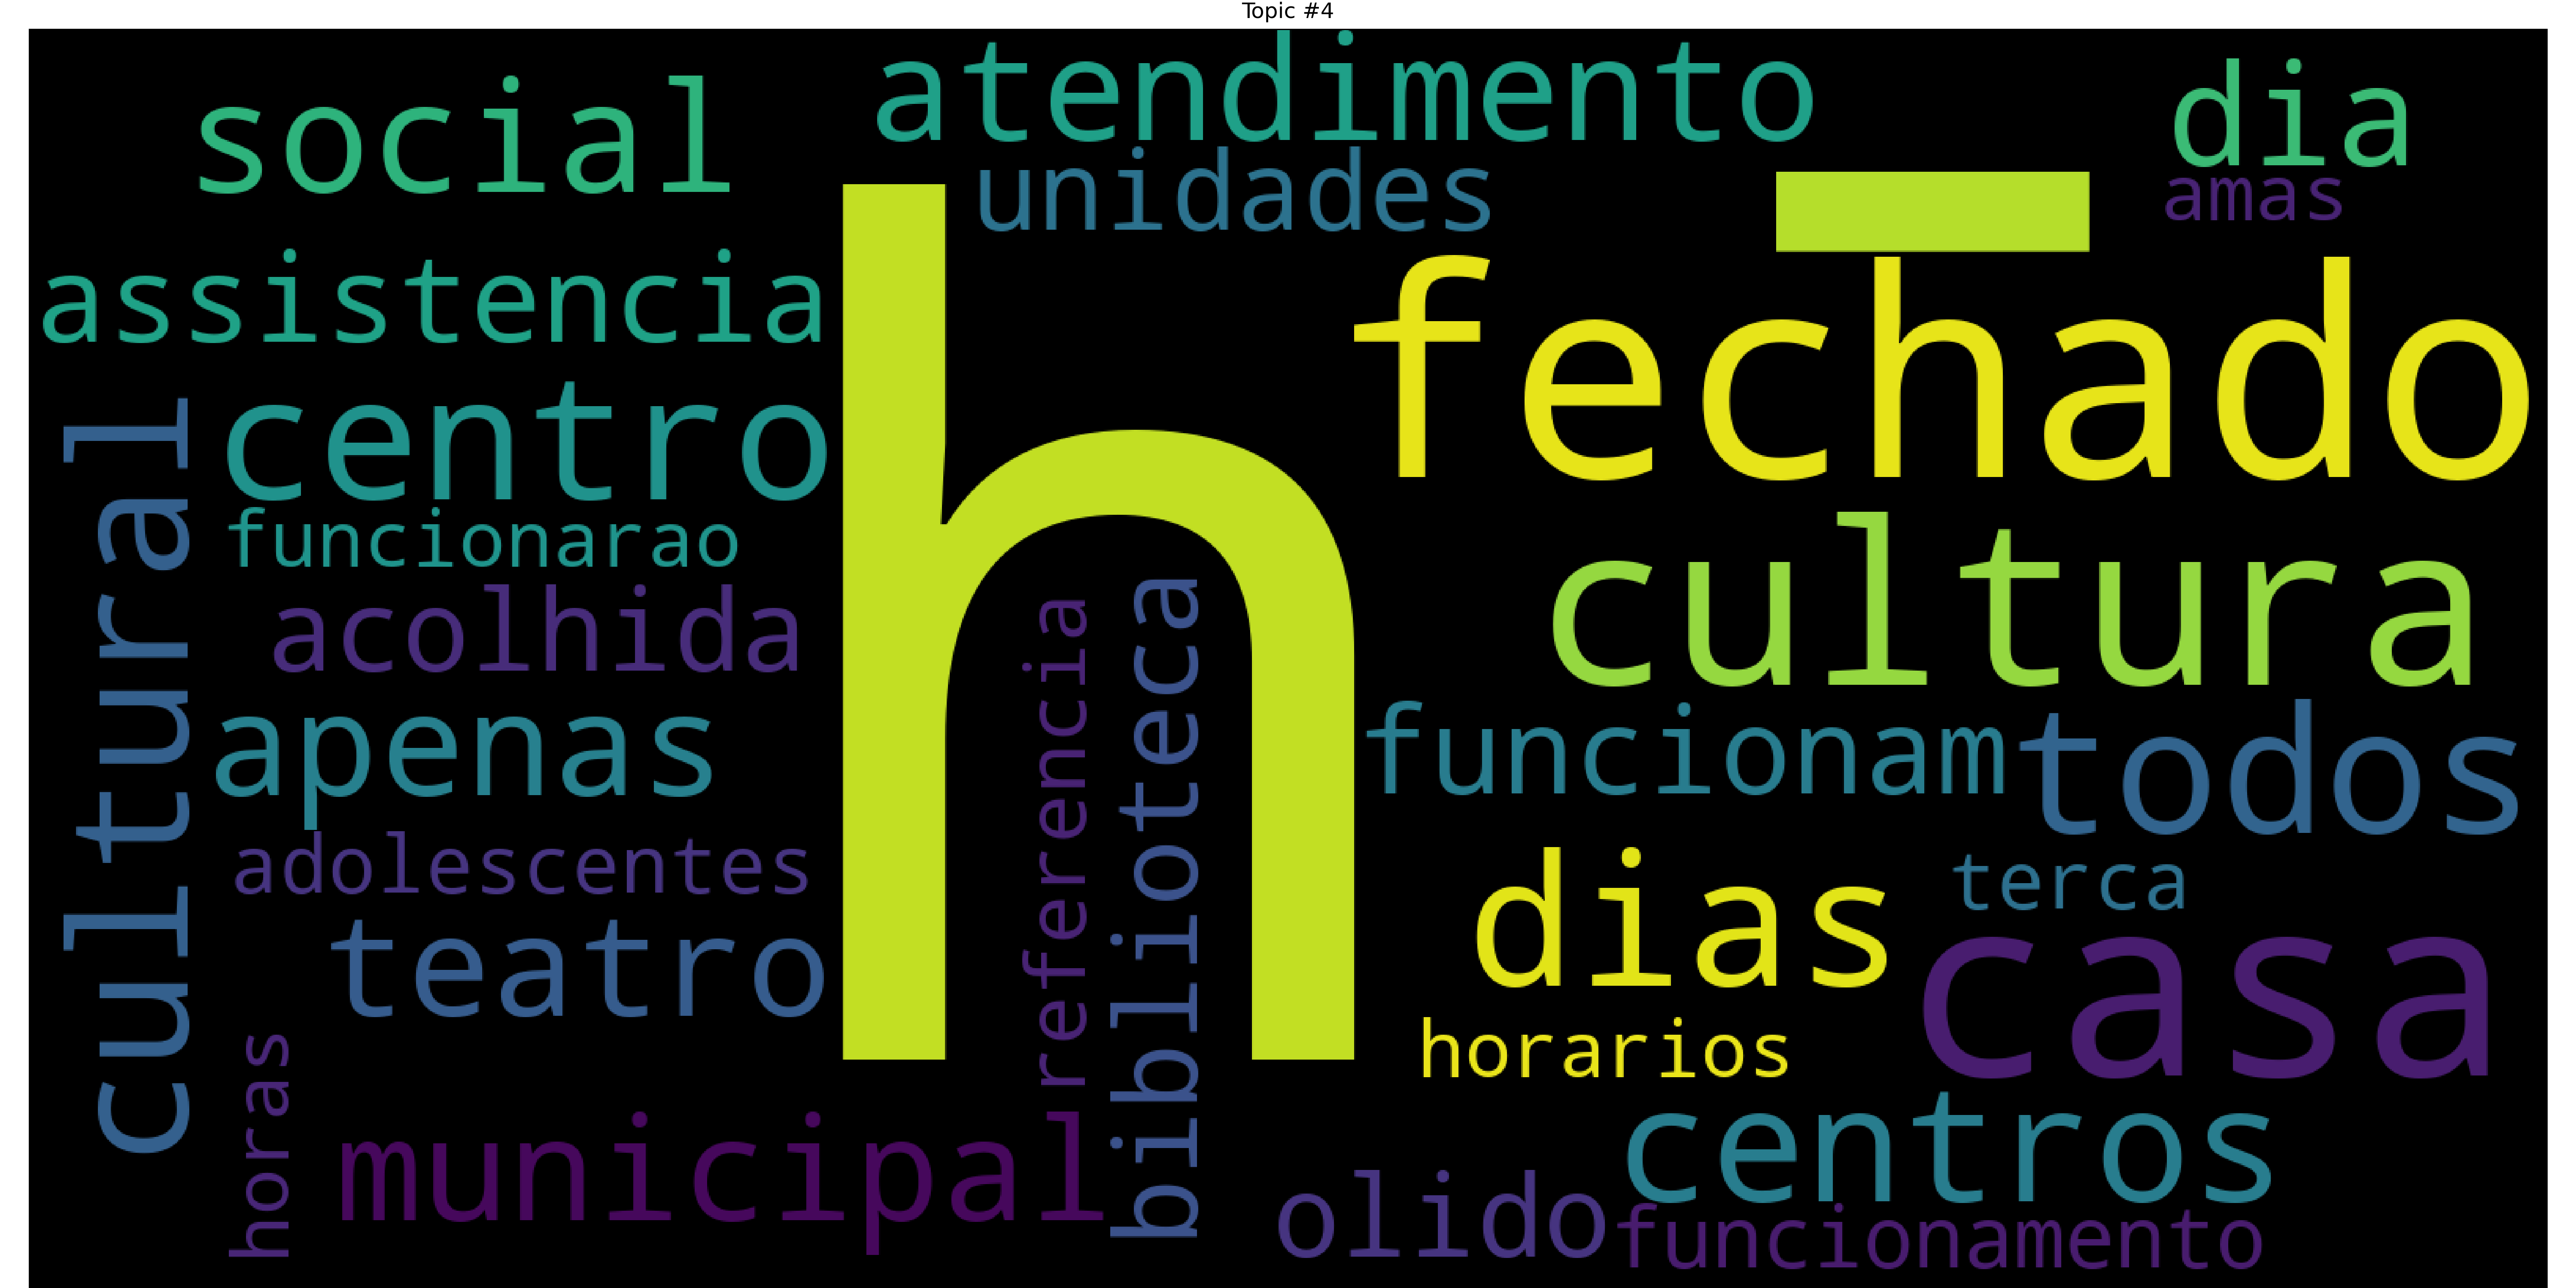 Topic #4
social
atendimento
dia
unidades
amas
–
assistencia
h
fechado
centro
cultural
funcionarao
cultura
acolhida
referencia
biblioteca
apenas
funcionam
todos
adolescentes
dias
terca
teatro
casa
horas
horarios
municipal
centros
olido
funcionamento